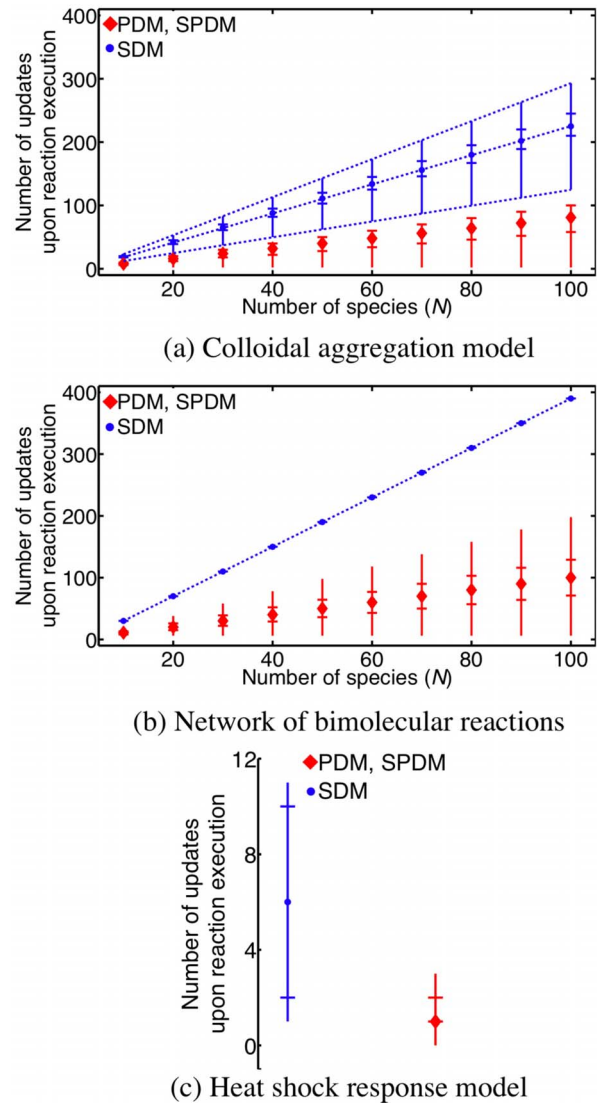 400
300
200
100
0
Number of updates
upon reaction execution
PDM, SPDM
SDM
20 40 60 80 100
Number of species (N)
(a) Colloidal aggregation model
400
300
200
100
0
Number of updates
upon reaction execution
PDM, SPDM
SDM
20 40 60 80 100
Number of species (N)
(b) Network of bimolecular reactions
12
8
4
0
Number of updates
upon reaction execution
PDM, SPDM
SDM
(c) Heat shock response model